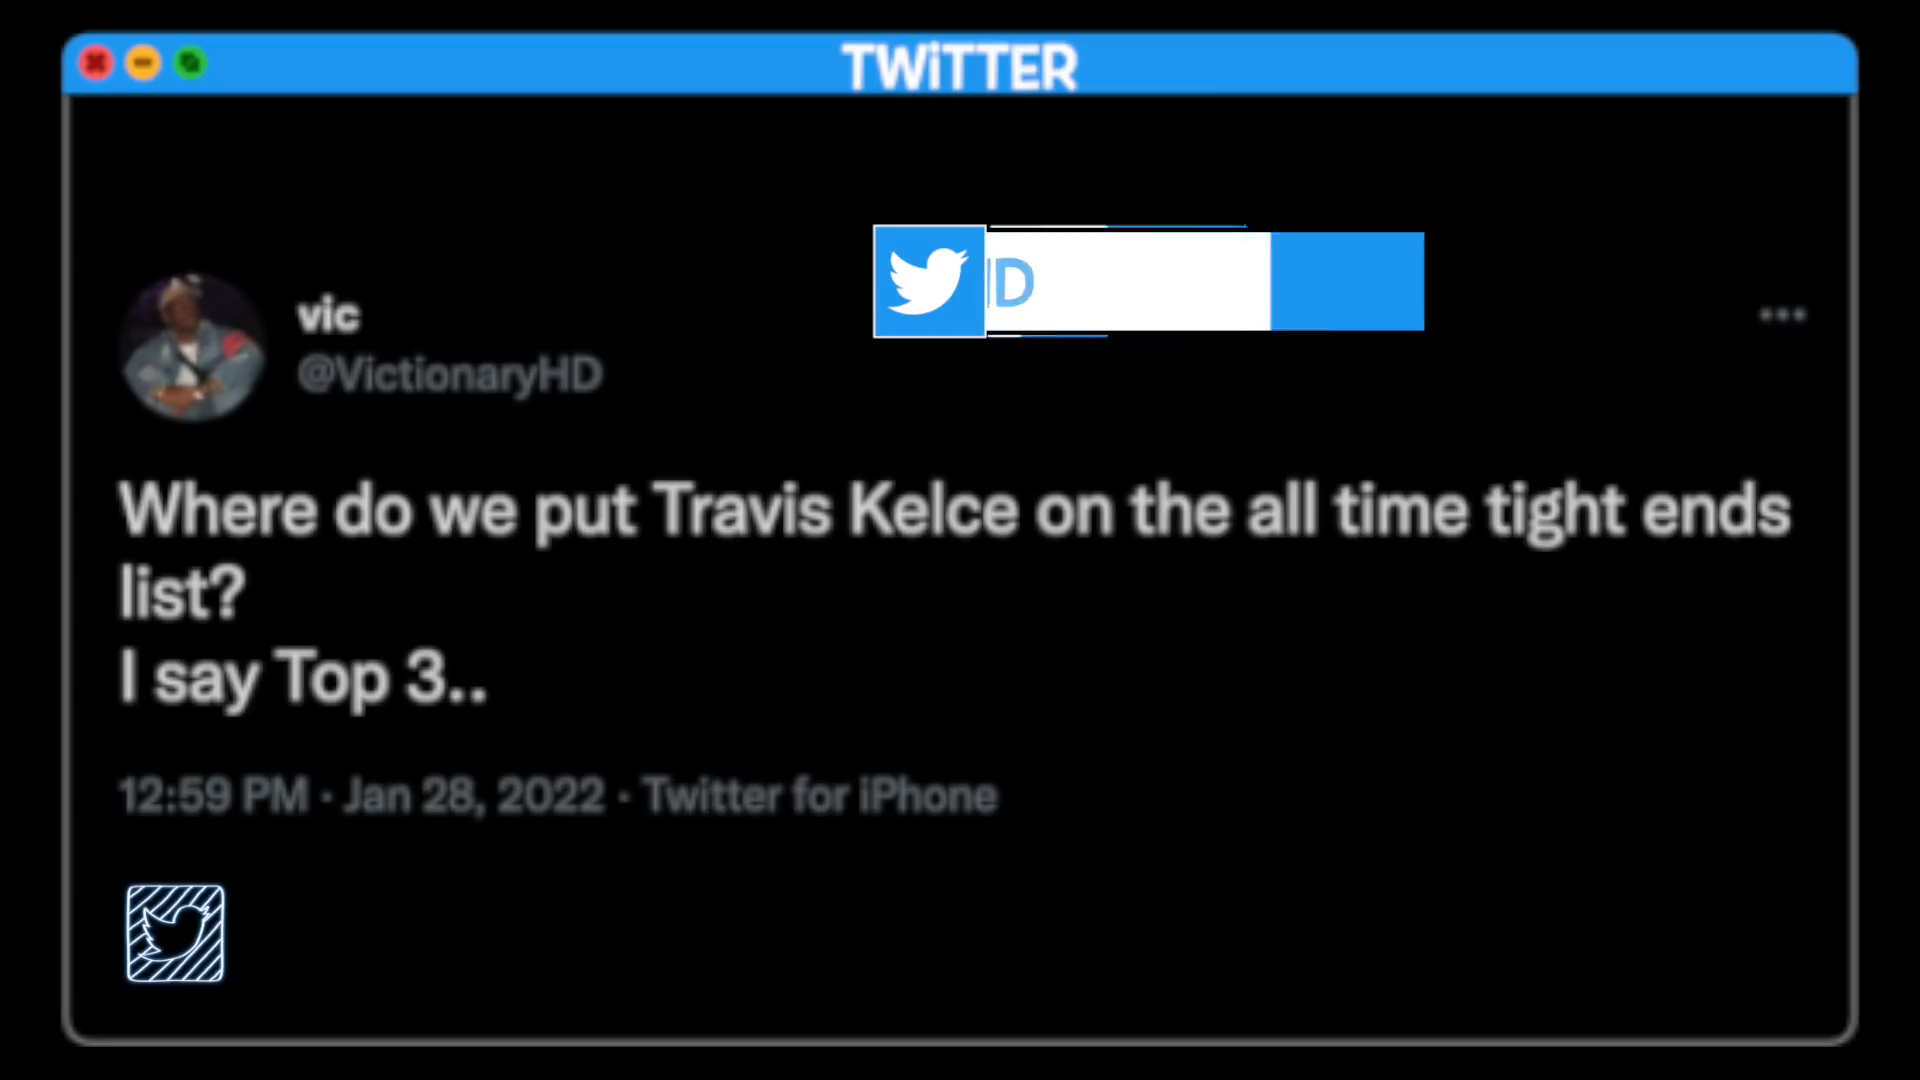 TWiTTER
D
vic
@VictionaryHD
Where do we put Travis Kelce on the all time tight ends
list?
I say Top 3..
12:59 PM · Jan 28, 2022 · Twitter for iPhone